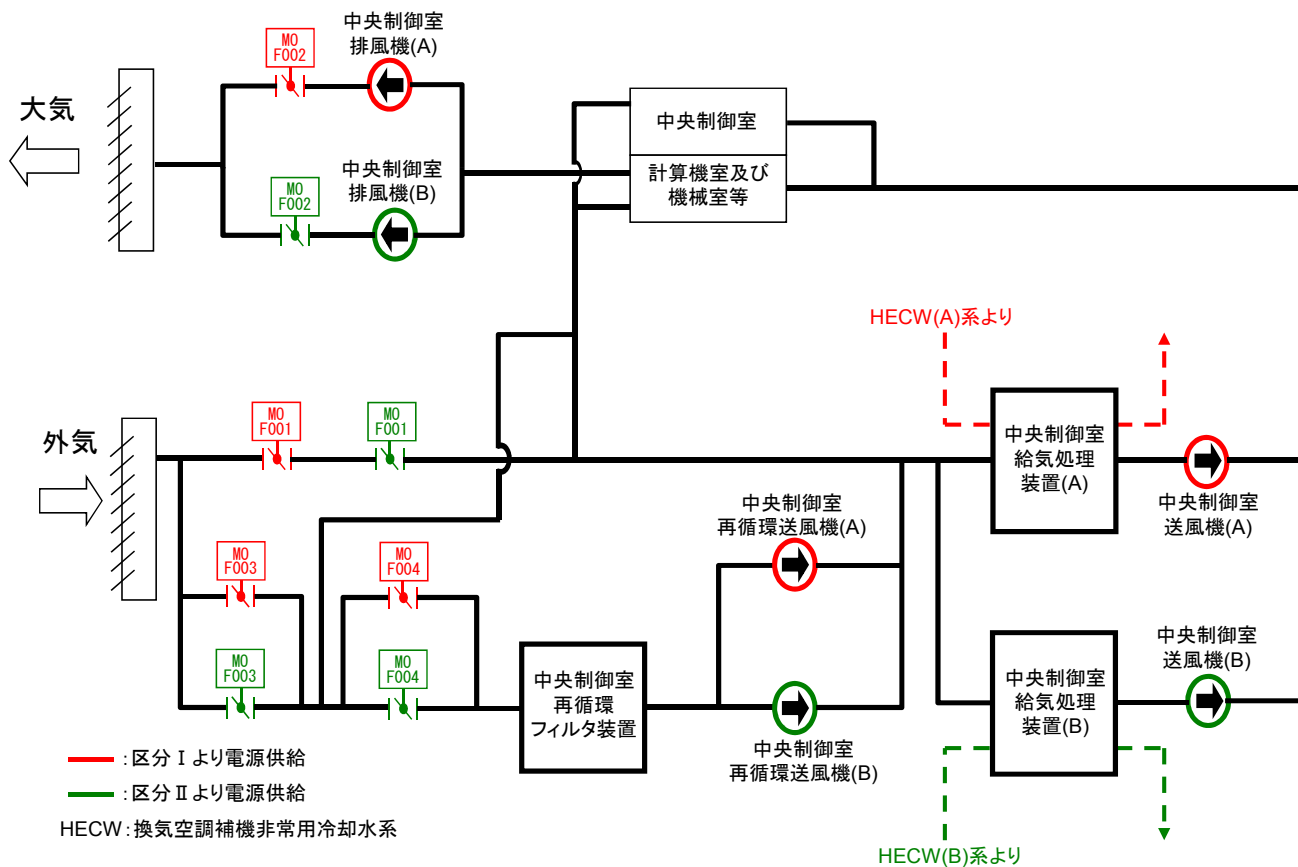 中央制御室
排風機(A)
MO
F002
大気
中央制御室
排風機(B)
MO
F002
中央制御室
計算機室及び
機械室等
HECW(A)系より
外気
MO
F001
MO
F001
中央制御室
給気処理
装置(A)
中央制御室
送風機(A)
中央制御室
再循環送風機(A)
MO
F003
MO
F004
MO
F003
MO
F004
中央制御室
再循環
フィルタ装置
中央制御室
再循環送風機(B)
中央制御室
給気処理
装置(B)
中央制御室
送風機(B)
:区分Ⅰより電源供給
:区分Ⅱより電源供給
HECW:換気空調補機非常用冷却水系
HECW(B)系より